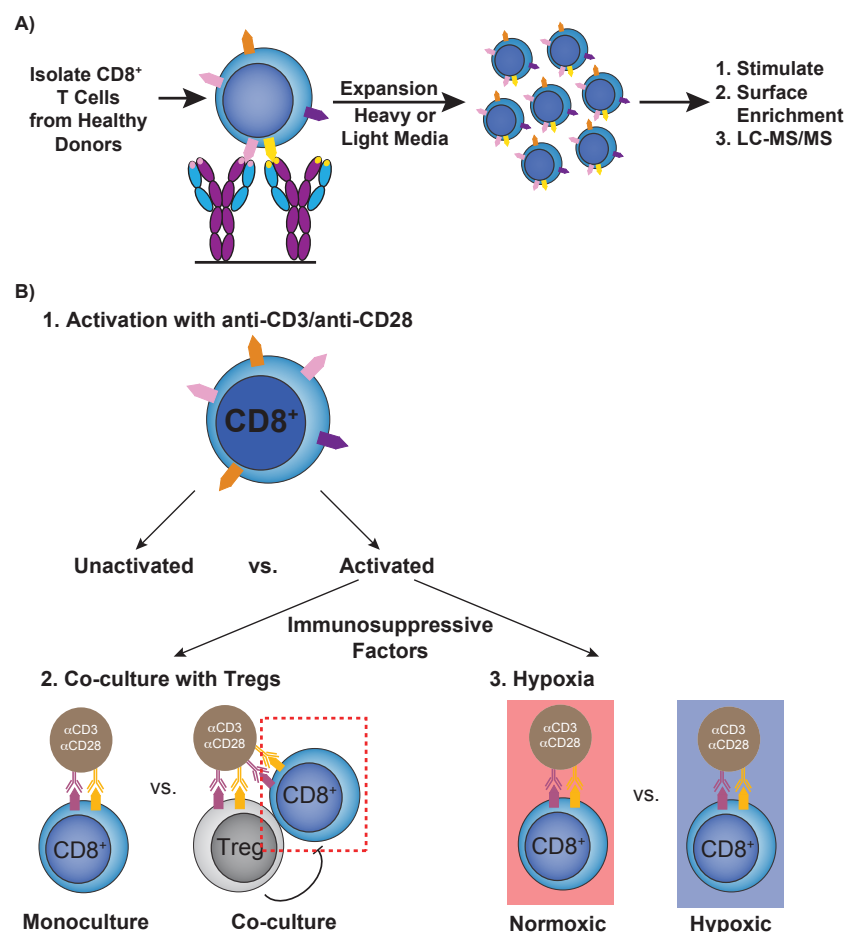 A)
Isolate CD8⁺
T Cells
from Healthy
Donors
Expansion
Heavy or
Light Media
1. Stimulate
2. Surface
Enrichment
3. LC-MS/MS
B)
1. Activation with anti-CD3/anti-CD28
CD8⁺
Unactivated vs. Activated
Immunosuppressive
Factors
2. Co-culture with Tregs
αCD3
αCD28
CD8⁺
Monoculture
vs.
αCD3
αCD28
Treg
CD8⁺
Co-culture
3. Hypoxia
αCD3
αCD28
CD8⁺
Normoxic
vs.
αCD3
αCD28
CD8⁺
Hypoxic